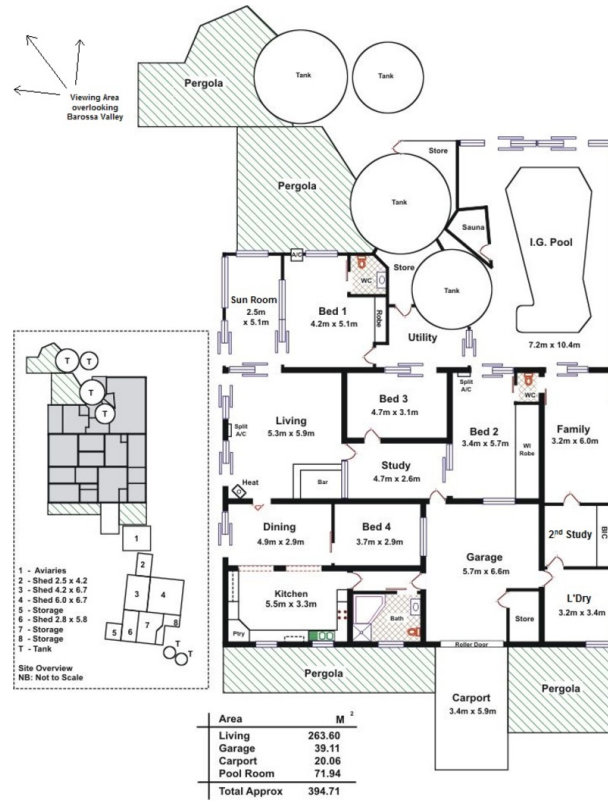 Viewing Area
overlooking
Barossa Valley
Pergola
Tank
Tank
Pergola
Store
Tank
Sauna
I.G. Pool
7.2m x 10.4m
A/C
WC
Store
Tank
Sun Room
2.5m
x 5.1m
Bed 1
4.2m x 5.1m
Robe
Utility
Split
A/C
Living
5.3m x 5.9m
Bed 3
4.7m x 3.1m
Split
A/C
Bed 2
3.4m x 5.7m
WC
WI
Robe
Family
3.2m x 6.0m
Heat
Bar
Study
4.7m x 2.6m
Dining
4.9m x 2.9m
Bed 4
3.7m x 2.9m
Garage
5.7m x 6.6m
2nd Study
BIC
Kitchen
5.5m x 3.3m
Ptry
Bath
Store
L'Dry
3.2m x 3.4m
Roller Door
Pergola
Carport
3.4m x 5.9m
Pergola
T
T
T
T
1
2
3
4
5
6
7
8
T
T
1 - Aviaries
2 - Shed 2.5 x 4.2
3 - Shed 4.2 x 6.7
4 - Shed 6.0 x 6.7
5 - Storage
6 - Shed 2.8 x 5.8
7 - Storage
8 - Storage
T - Tank
Site Overview
NB: Not to Scale
Area M²
Living 263.60
Garage 39.11
Carport 20.06
Pool Room 71.94
Total Approx 394.71